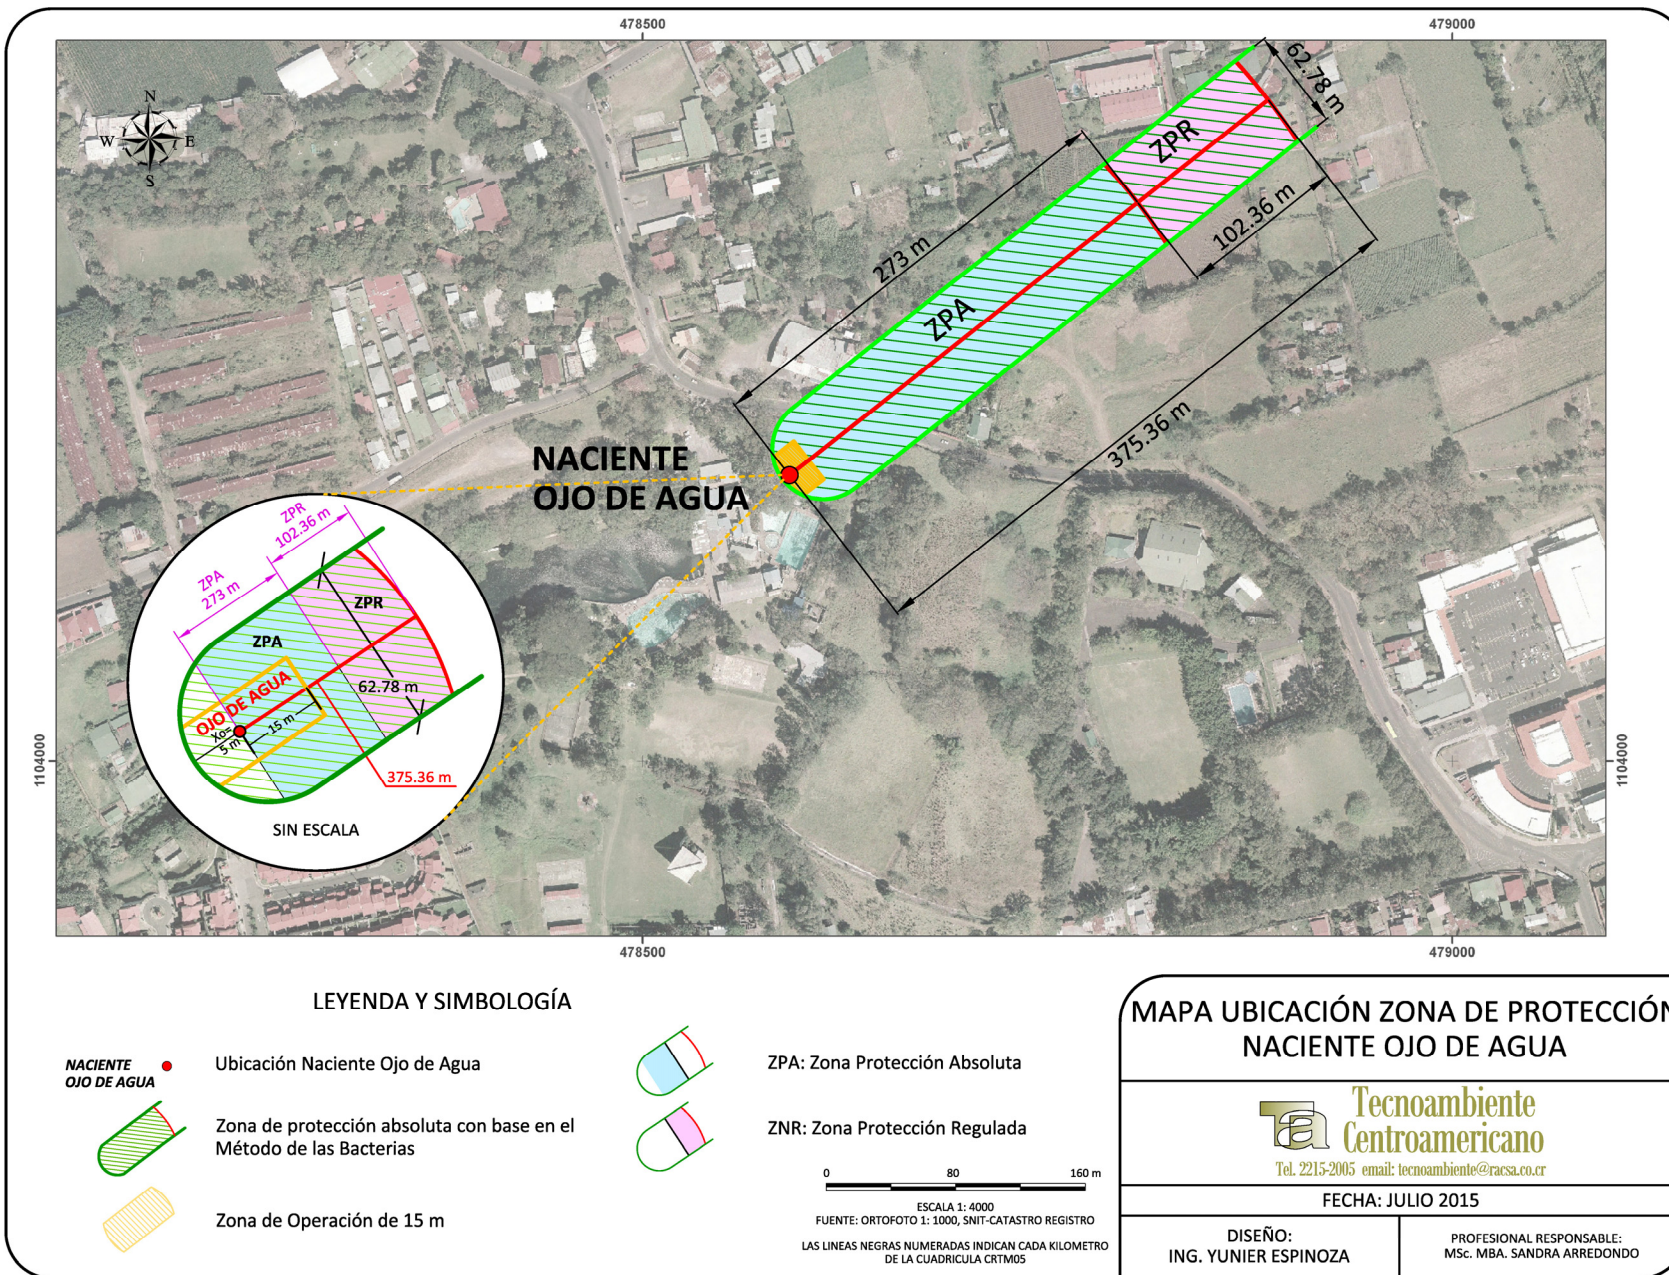 478500
479000
N
W
E
S
62.78 m
ZPR
273 m
102.36 m
ZPA
375.36 m
NACIENTE
OJO DE AGUA
ZPR
102.36 m
ZPA
273 m
ZPR
ZPA
OJO DE AGUA
62.78 m
Xo=
5 m
15 m
375.36 m
SIN ESCALA
1104000
1104000
478500
479000
LEYENDA Y SIMBOLOGÍA
NACIENTE
OJO DE AGUA
Ubicación Naciente Ojo de Agua
Zona de protección absoluta con base en el
Método de las Bacterias
Zona de Operación de 15 m
ZPA: Zona Protección Absoluta
ZNR: Zona Protección Regulada
0 80 160 m
ESCALA 1: 4000
FUENTE: ORTOFOTO 1: 1000, SNIT-CATASTRO REGISTRO
LAS LINEAS NEGRAS NUMERADAS INDICAN CADA KILOMETRO
DE LA CUADRICULA CRTM05
MAPA UBICACIÓN ZONA DE PROTECCIÓN
NACIENTE OJO DE AGUA
Ta
Tecnoambiente
Centroamericano
Tel. 2215-2005 email: tecnoambiente@racsa.co.cr
FECHA: JULIO 2015
DISEÑO:
ING. YUNIER ESPINOZA
PROFESIONAL RESPONSABLE:
MSc. MBA. SANDRA ARREDONDO